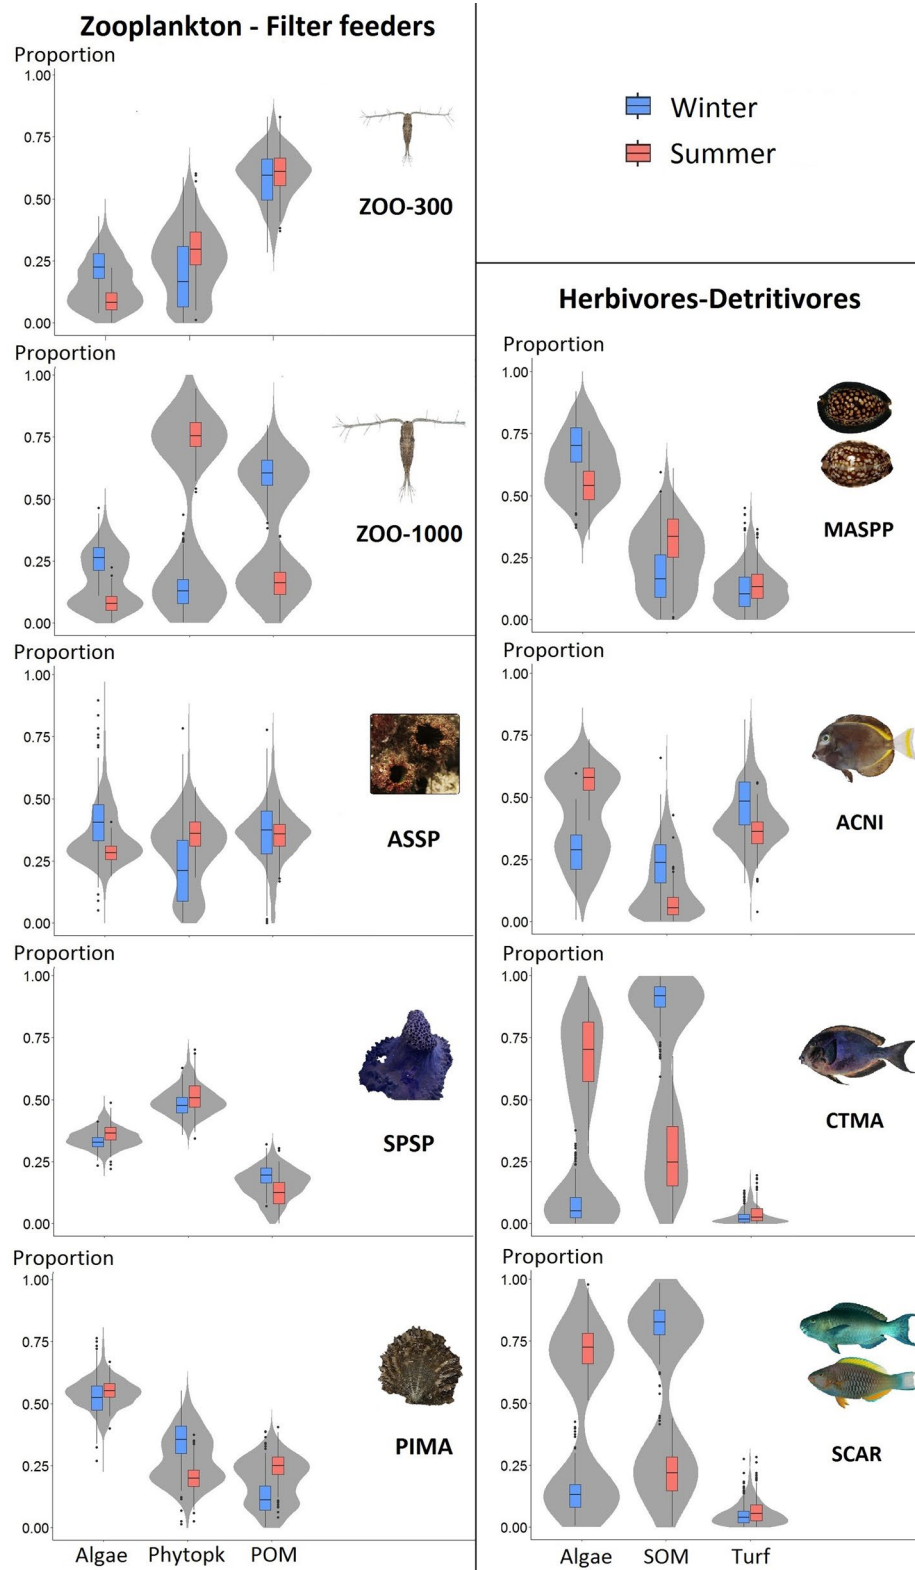 Zooplankton - Filter feeders
Proportion
1.00
0.75
0.50
0.25
0.00
ZOO-300
Proportion
1.00
0.75
0.50
0.25
0.00
ZOO-1000
Proportion
1.00
0.75
0.50
0.25
0.00
ASSP
Proportion
1.00
0.75
0.50
0.25
0.00
SPSP
Proportion
1.00
0.75
0.50
0.25
0.00
PIMA
Algae Phytopk POM
Winter
Summer
Herbivores-Detritivores
Proportion
1.00
0.75
0.50
0.25
0.00
MASPP
Proportion
1.00
0.75
0.50
0.25
0.00
ACNI
Proportion
1.00
0.75
0.50
0.25
0.00
CTMA
Proportion
1.00
0.75
0.50
0.25
0.00
SCAR
Algae SOM Turf